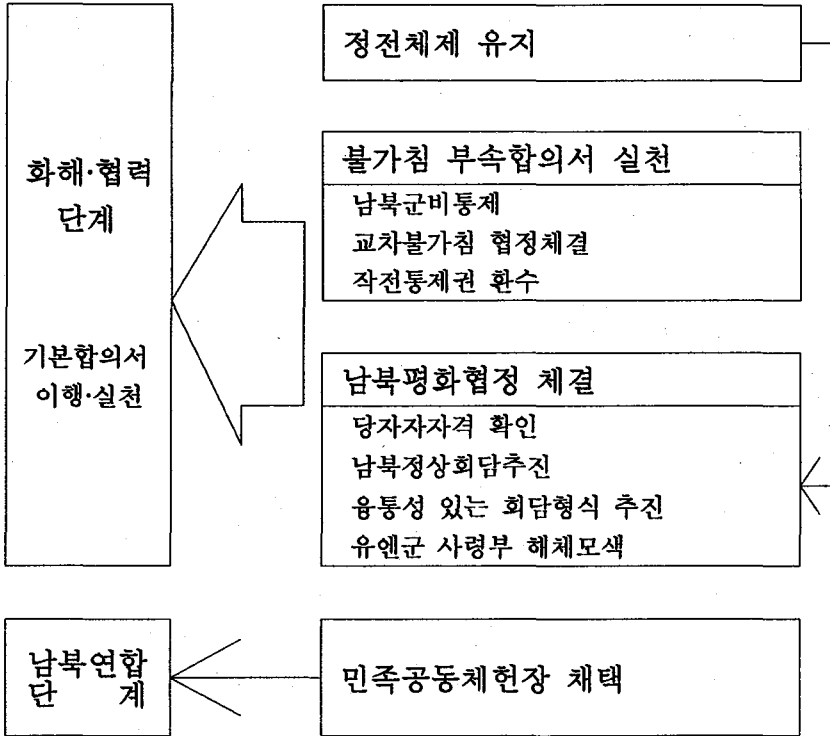 정전체제 유지
화해·협력
단계
기본합의서
이행·실천
불가침 부속합의서 실천
남북군비통제
교차불가침 협정체결
작전통제권 환수
남북평화협정 체결
당자자자격 확인
남북정상회담추진
융통성 있는 회담형식 추진
유엔군 사령부 해체모색
남북연합
단 계
민족공동체헌장 채택